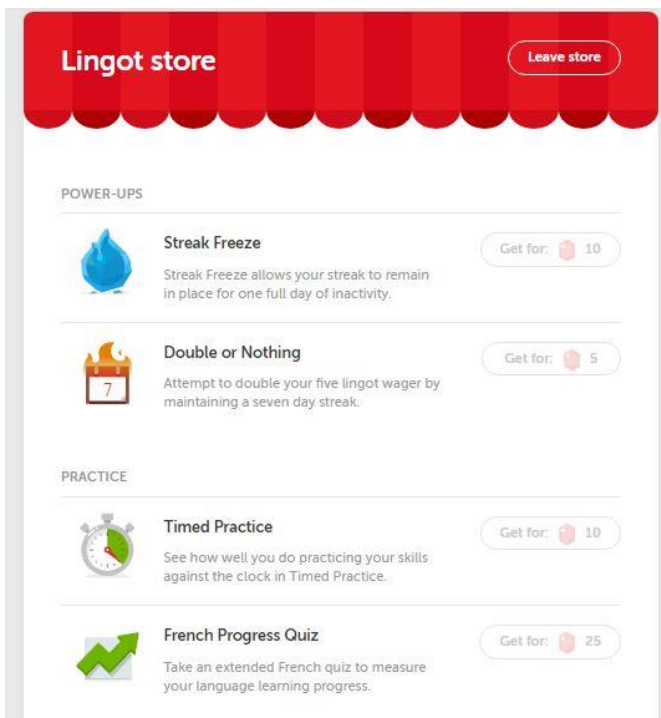 Lingot store
Leave store
POWER-UPS
Streak Freeze
Get for: 10
Streak Freeze allows your streak to remain
in place for one full day of inactivity.
Double or Nothing
Get for: 5
7
Attempt to double your five lingot wager by
maintaining a seven day streak.
PRACTICE
Timed Practice
Get for: 10
See how well you do practicing your skills
against the clock in Timed Practice.
French Progress Quiz
Get for: 25
Take an extended French quiz to measure
your language learning progress.